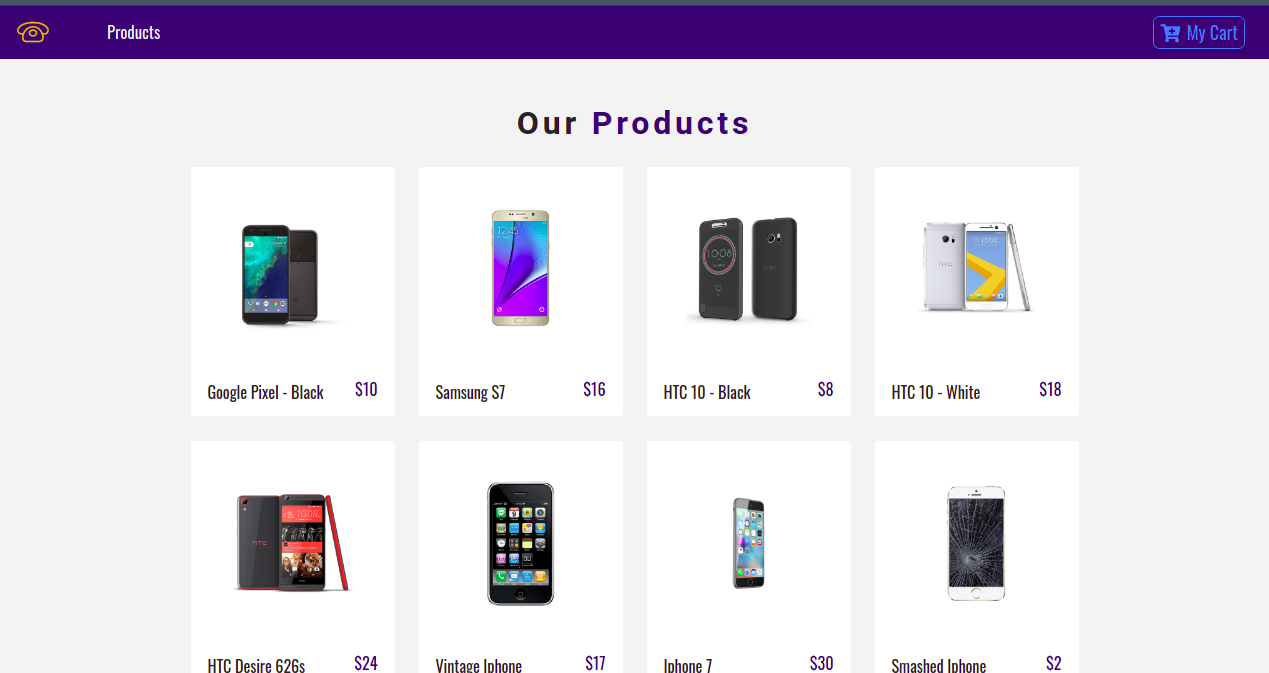 Products
My Cart
Our Products
Google Pixel - Black $10
Samsung S7 $16
HTC 10 - Black $8
HTC 10 - White $18
HTC Desire 626s $24
Vintage Iphone $17
Iphone 7 $30
Smashed Iphone $2